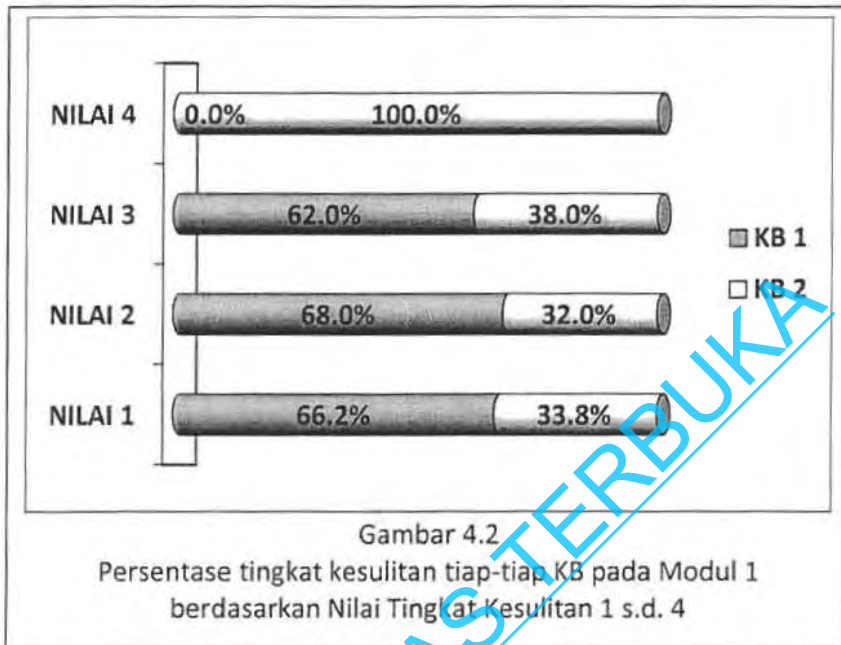 NILAI 4 0.0% 100.0%
NILAI 3 62.0% 38.0%
KB 1
NILAI 2 68.0% 32.0%
KB 2
NILAI 1 66.2% 33.8%
Gambar 4.2
Persentase tingkat kesulitan tiap-tiap KB pada Modul 1
berdasarkan Nilai Tingkat Kesulitan 1 s.d. 4
AS TERBUKA